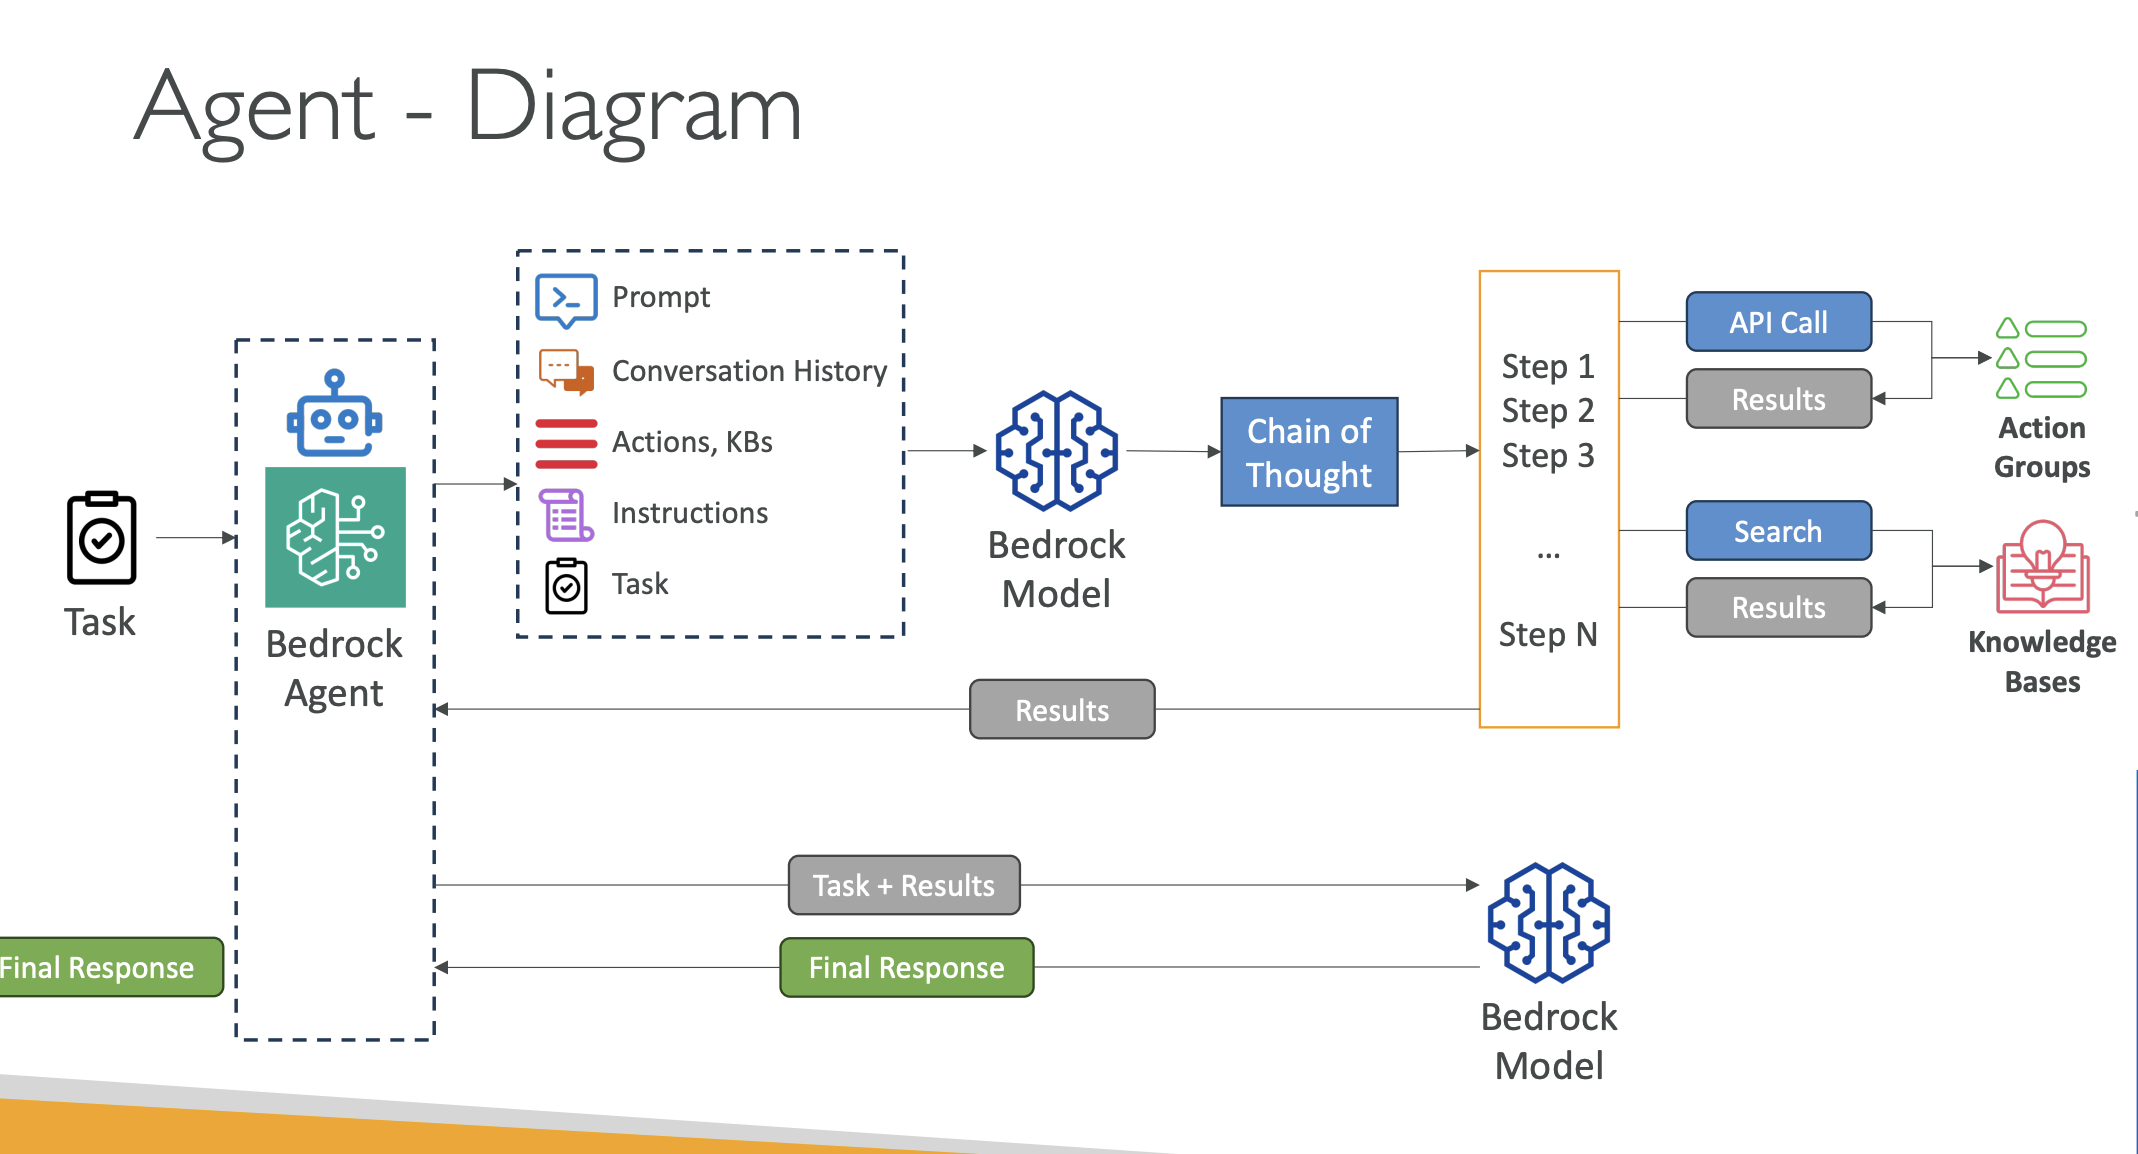 Agent - Diagram
Task
Bedrock
Agent
Prompt
Conversation History
Actions, KBs
Instructions
Task
Bedrock
Model
Chain of
Thought
Step 1
Step 2
Step 3
...
Step N
API Call
Results
Action
Groups
Search
Results
Knowledge
Bases
Results
Task + Results
Final Response
Final Response
Bedrock
Model